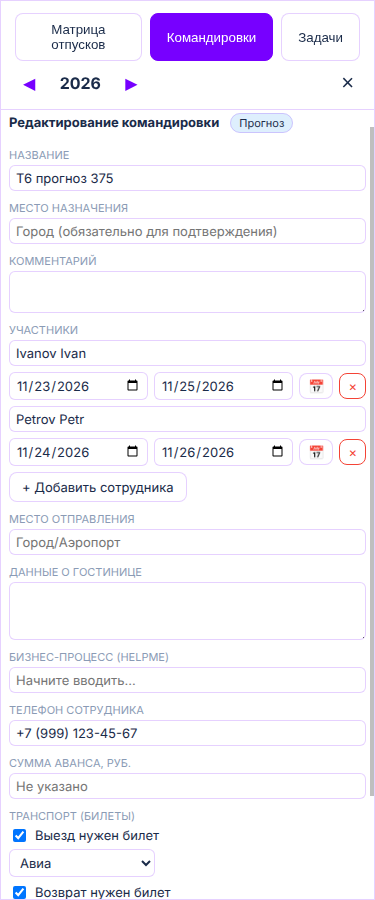 Матрица
отпусков
Командировки
Задачи
◀ 2026 ▶ ×
Редактирование командировки Прогноз
НАЗВАНИЕ
Т6 прогноз 375
МЕСТО НАЗНАЧЕНИЯ
Город (обязательно для подтверждения)
КОММЕНТАРИЙ
УЧАСТНИКИ
Ivanov Ivan
11/23/2026 11/25/2026 📅 ×
Petrov Petr
11/24/2026 11/26/2026 📅 ×
+ Добавить сотрудника
МЕСТО ОТПРАВЛЕНИЯ
Город/Аэропорт
ДАННЫЕ О ГОСТИНИЦЕ
БИЗНЕС-ПРОЦЕСС (HELPME)
Начните вводить...
ТЕЛЕФОН СОТРУДНИКА
+7 (999) 123-45-67
СУММА АВАНСА, РУБ.
Не указано
ТРАНСПОРТ (БИЛЕТЫ)
Выезд нужен билет
Авиа
Возврат нужен билет